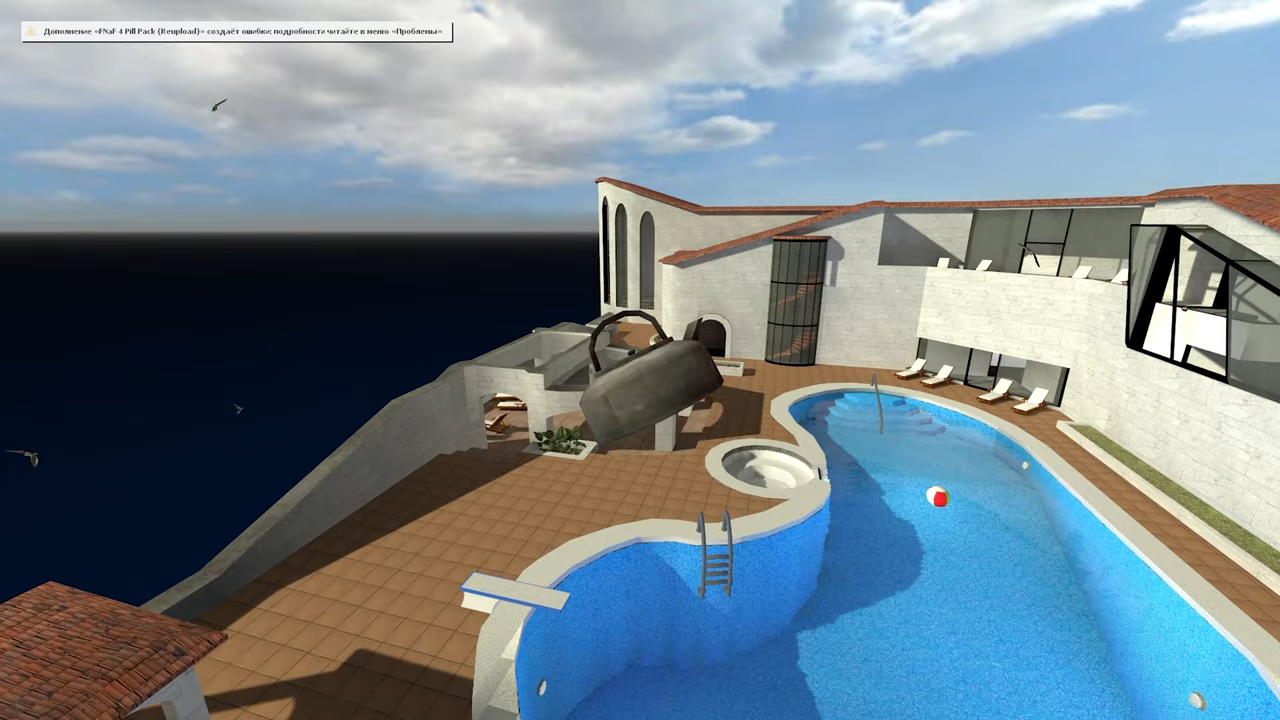 Дополнение «FNaF 4 Pill Pack (Reupload)» создаёт ошибки: подробности читайте в меню «Проблемы»